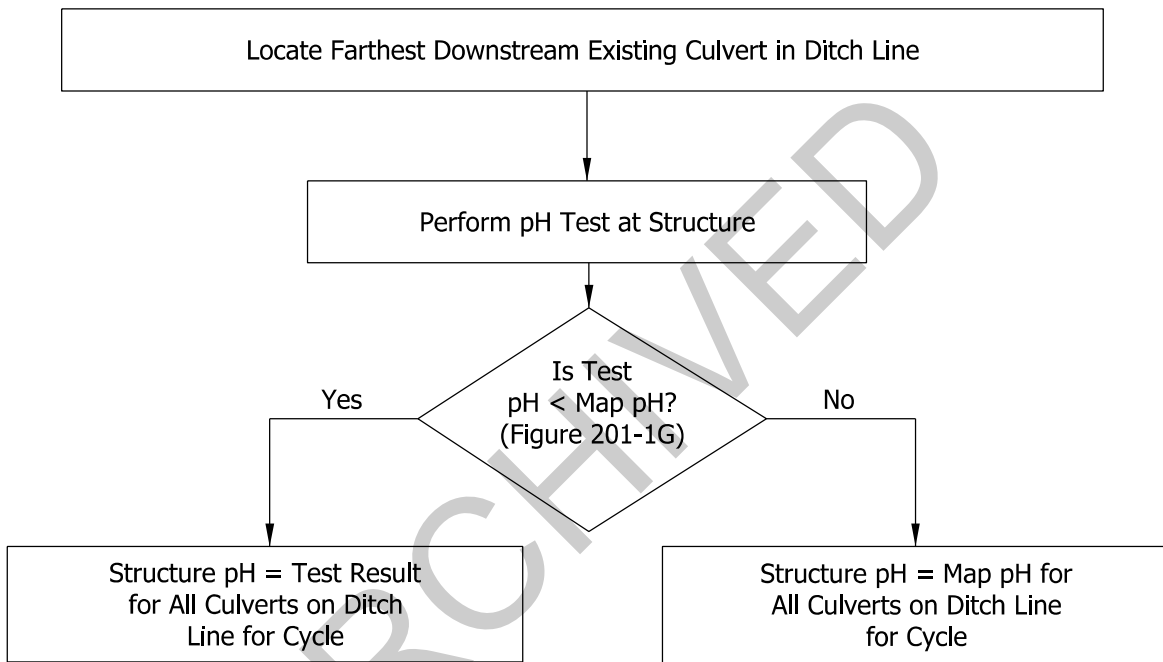 Locate Farthest Downstream Existing Culvert in Ditch Line
Perform pH Test at Structure
Is Test
pH < Map pH?
(Figure 201-1G)
Yes
No
Structure pH = Test Result
for All Culverts on Ditch
Line for Cycle
Structure pH = Map pH for
All Culverts on Ditch Line
for Cycle
ARCHIVED